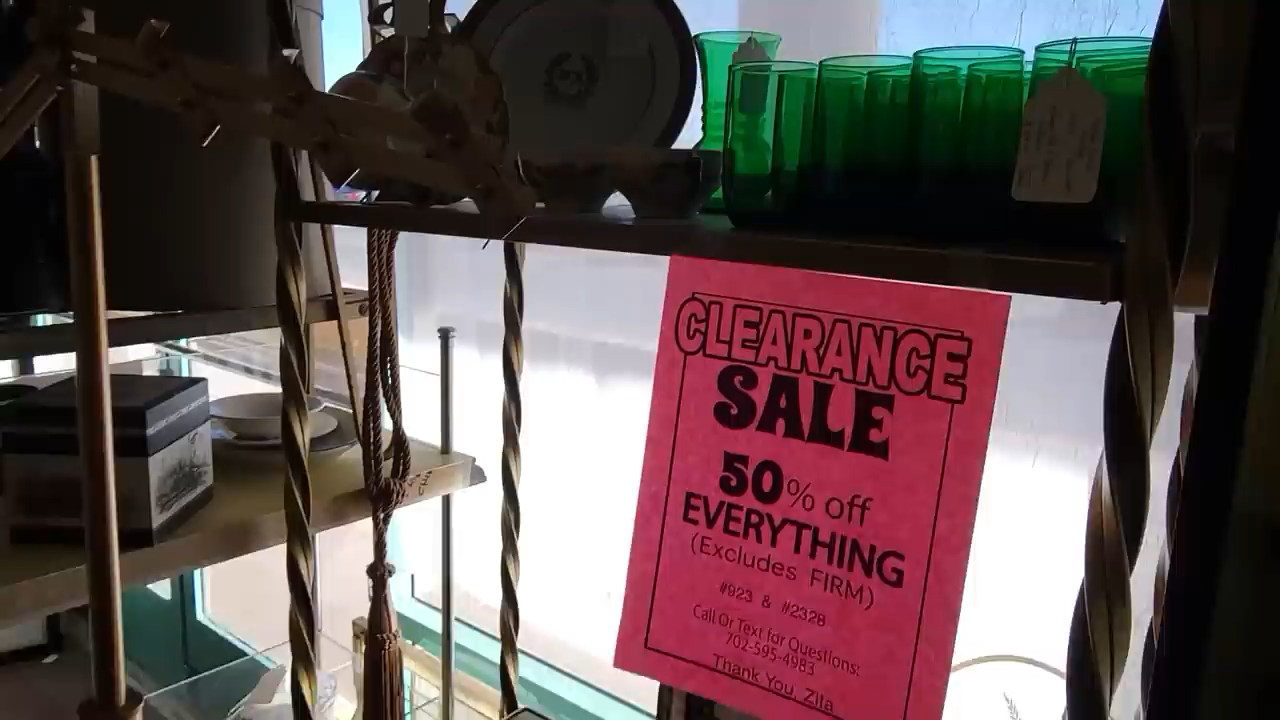 CLEARANCE
SALE
50% off
EVERYTHING
(Excludes FIRM)
#923 & #2328
Call Or Text for Questions:
702-595-4983
Thank You, Zila